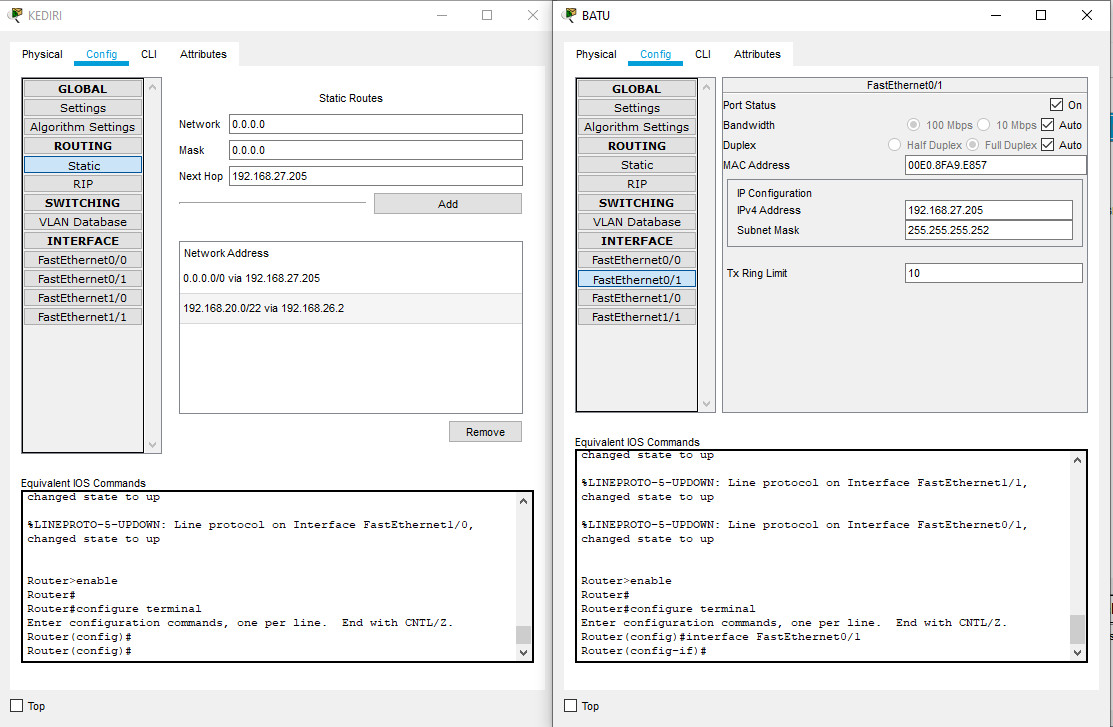 KEDIRI
Physical Config CLI Attributes
GLOBAL
Settings
Algorithm Settings
ROUTING
Static
RIP
SWITCHING
VLAN Database
INTERFACE
FastEthernet0/0
FastEthernet0/1
FastEthernet1/0
FastEthernet1/1
Static Routes
Network 0.0.0.0
Mask 0.0.0.0
Next Hop 192.168.27.205
Add
Network Address
0.0.0.0/0 via 192.168.27.205
192.168.20.0/22 via 192.168.26.2
Remove
Equivalent IOS Commands
changed state to up
%LINEPROTO-5-UPDOWN: Line protocol on Interface FastEthernet1/0,
changed state to up
Router>enable
Router#
Router#configure terminal
Enter configuration commands, one per line.  End with CNTL/Z.
Router(config)#
Router(config)#
Top
BATU
Physical Config CLI Attributes
GLOBAL
Settings
Algorithm Settings
ROUTING
Static
RIP
SWITCHING
VLAN Database
INTERFACE
FastEthernet0/0
FastEthernet0/1
FastEthernet1/0
FastEthernet1/1
FastEthernet0/1
Port Status On
Bandwidth 100 Mbps 10 Mbps Auto
Duplex Half Duplex Full Duplex Auto
MAC Address 00E0.8FA9.E857
IP Configuration
IPv4 Address 192.168.27.205
Subnet Mask 255.255.255.252
Tx Ring Limit 10
Equivalent IOS Commands
changed state to up
%LINEPROTO-5-UPDOWN: Line protocol on Interface FastEthernet1/1,
changed state to up
%LINEPROTO-5-UPDOWN: Line protocol on Interface FastEthernet0/1,
changed state to up
Router>enable
Router#
Router#configure terminal
Enter configuration commands, one per line.  End with CNTL/Z.
Router(config)#interface FastEthernet0/1
Router(config-if)#
Top